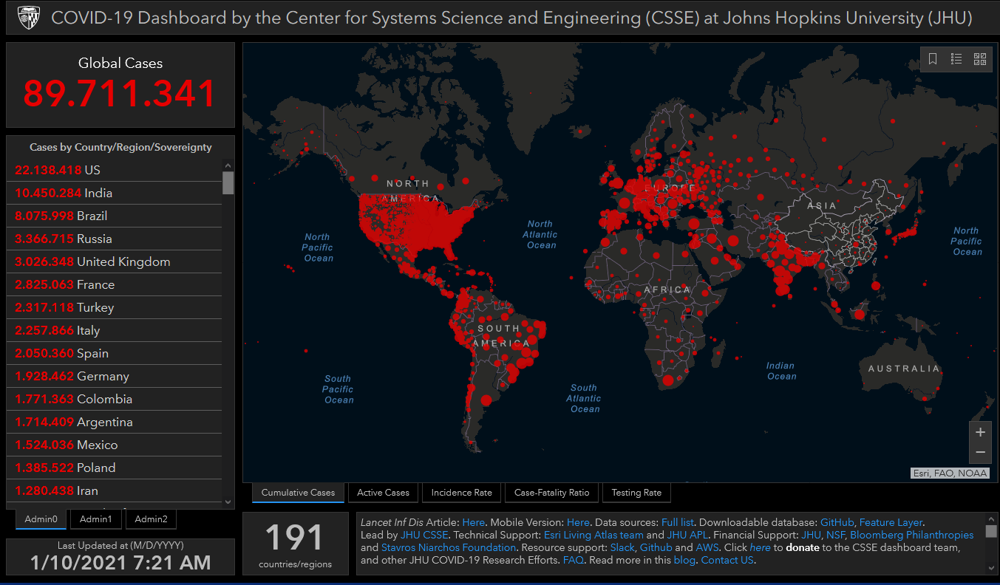 COVID-19 Dashboard by the Center for Systems Science and Engineering (CSSE) at Johns Hopkins University (JHU)
Global Cases
89.711.341
Cases by Country/Region/Sovereignty
22.138.418 US
10.450.284 India
8.075.998 Brazil
3.366.715 Russia
3.026.348 United Kingdom
2.825.063 France
2.317.118 Turkey
2.257.866 Italy
2.050.360 Spain
1.928.462 Germany
1.771.363 Colombia
1.714.409 Argentina
1.524.036 Mexico
1.385.522 Poland
1.280.438 Iran
Admin0
Admin1
Admin2
Last Updated at (M/D/YYYY)
1/10/2021 7:21 AM
NORTH
AMERICA
EUROPE
ASIA
North
Pacific
Ocean
North
Atlantic
Ocean
North
Pacific
Ocean
AFRICA
SOUTH
AMERICA
South
Pacific
Ocean
South
Atlantic
Ocean
Indian
Ocean
AUSTRALIA
+
−
Esri, FAO, NOAA
Cumulative Cases
Active Cases
Incidence Rate
Case-Fatality Ratio
Testing Rate
191
countries/regions
Lancet Inf Dis Article: Here. Mobile Version: Here. Data sources: Full list. Downloadable database: GitHub, Feature Layer.
Lead by JHU CSSE. Technical Support: Esri Living Atlas team and JHU APL. Financial Support: JHU, NSF, Bloomberg Philanthropies
and Stavros Niarchos Foundation. Resource support: Slack, Github and AWS. Click here to donate to the CSSE dashboard team,
and other JHU COVID-19 Research Efforts. FAQ. Read more in this blog. Contact US.